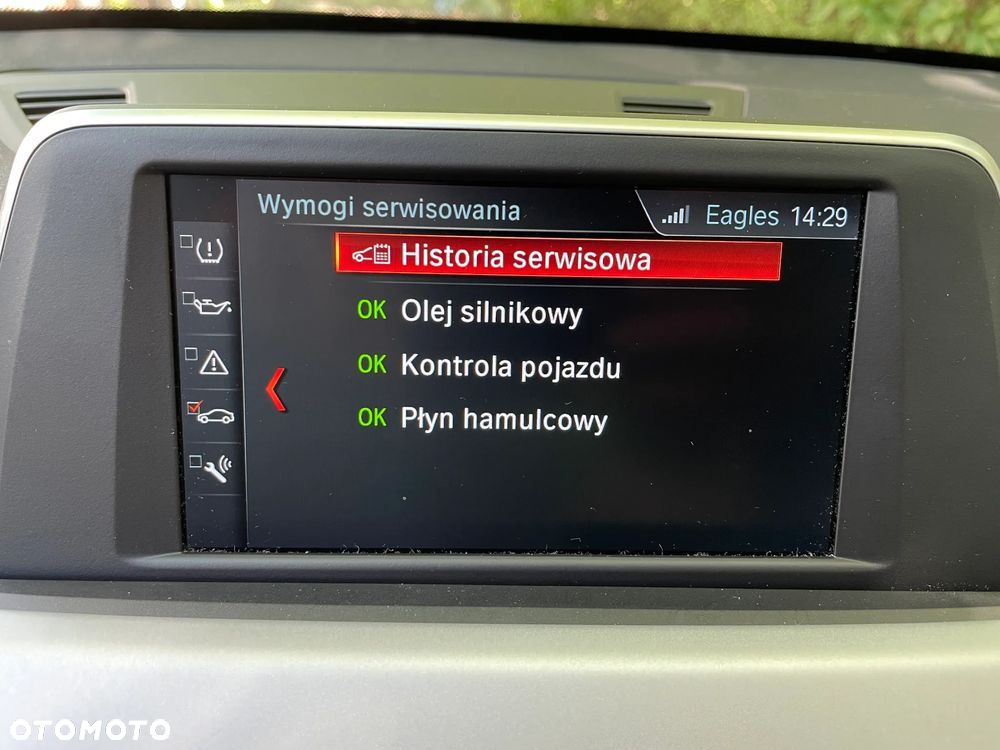 Wymogi serwisowania
Eagles 14:29
Historia serwisowa
OK Olej silnikowy
OK Kontrola pojazdu
OK Płyn hamulcowy
OTOMOTO